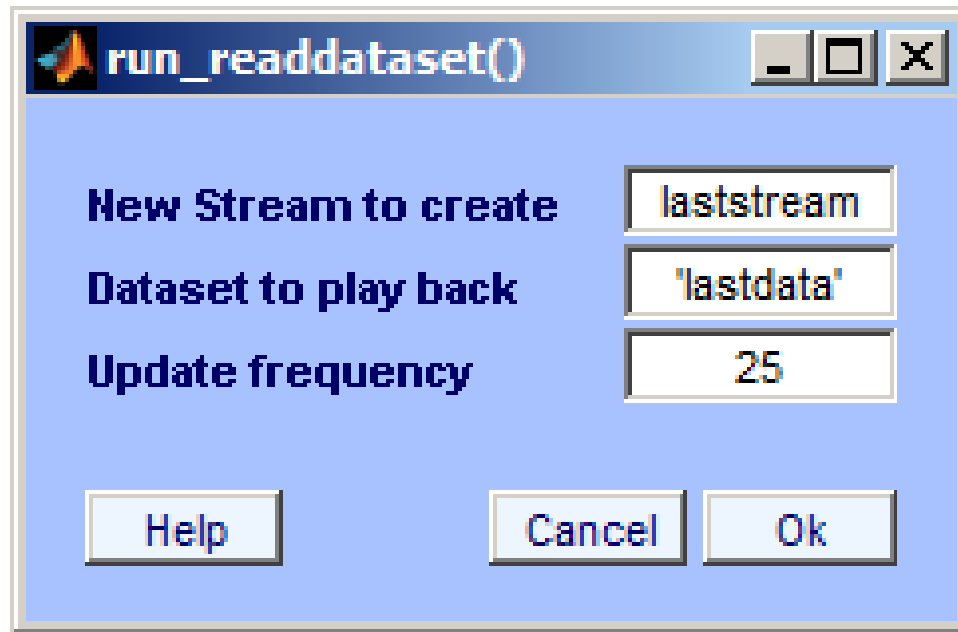 run_readdataset()
New Stream to create laststream
Dataset to play back 'lastdata'
Update frequency 25
Help Cancel Ok